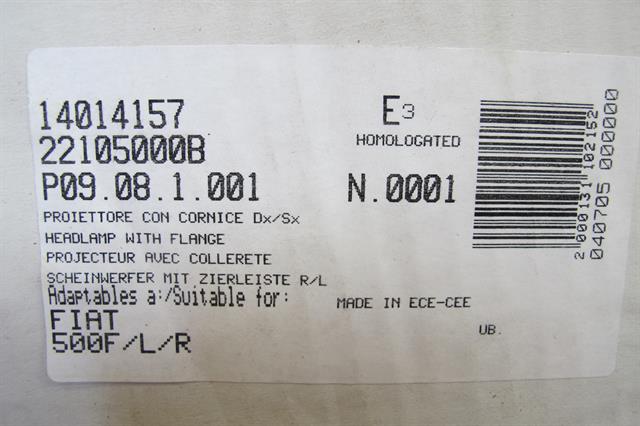 14014157
22105000B
P09.08.1.001
E3
HOMOLOGATED
N.0001
PROIETTORE CON CORNICE Dx/Sx
HEADLAMP WITH FLANGE
PROJECTEUR AVEC COLLERETE
SCHEINWERFER MIT ZIERLEISTE R/L
Adaptables a:/Suitable for:
FIAT
500F/L/R
MADE IN ECE-CEE
UB.
2 000131 102152
040705 000000